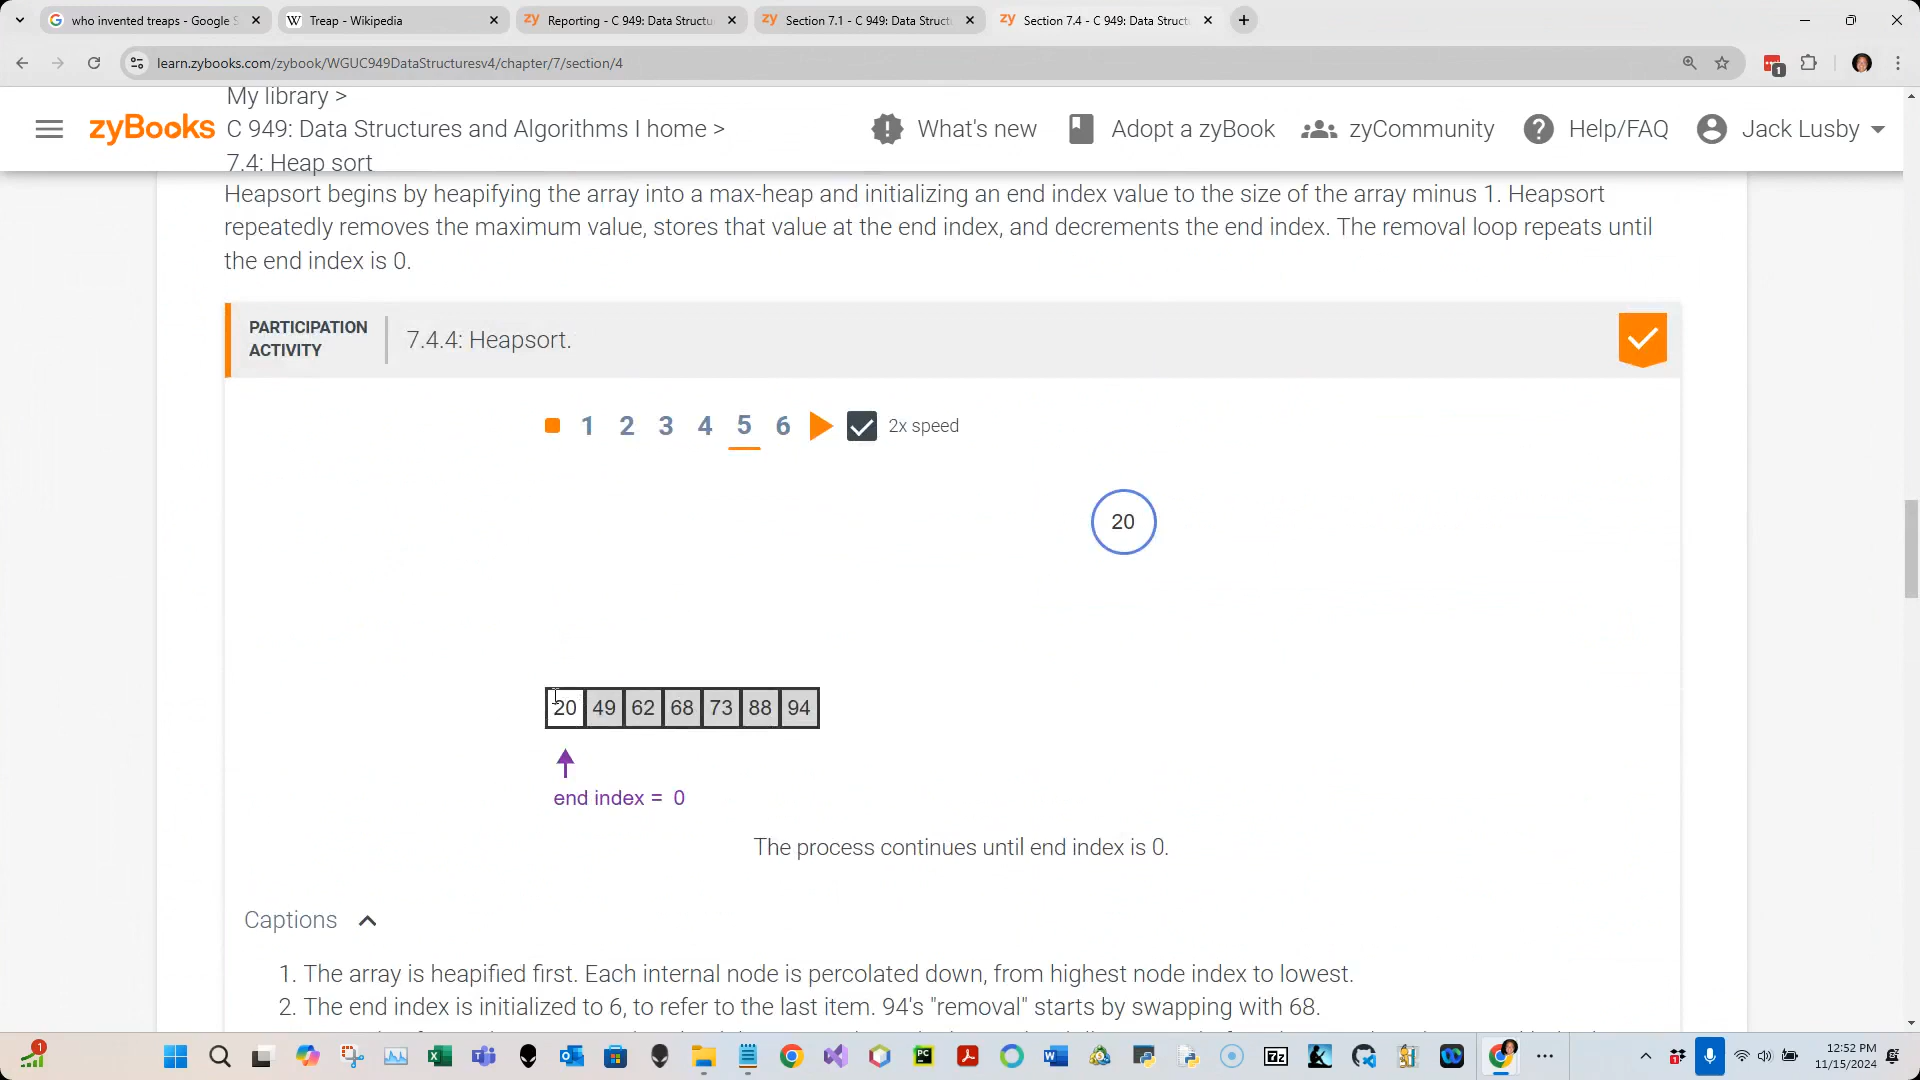 who invented treaps - Google S
Treap - Wikipedia
Reporting - C 949: Data Structu
Section 7.1 - C 949: Data Struct
Section 7.4 - C 949: Data Struct
learn.zybooks.com/zybook/WGUC949DataStructuresv4/chapter/7/section/4
1
My library >
zyBooks
C 949: Data Structures and Algorithms I home >
7.4: Heap sort
What's new
Adopt a zyBook
zyCommunity
Help/FAQ
Jack Lusby
Heapsort begins by heapifying the array into a max-heap and initializing an end index value to the size of the array minus 1. Heapsort
repeatedly removes the maximum value, stores that value at the end index, and decrements the end index. The removal loop repeats until
the end index is 0.
PARTICIPATION
ACTIVITY
7.4.4: Heapsort.
1 2 3 4 5 6 2x speed
20
20 49 62 68 73 88 94
end index = 0
The process continues until end index is 0.
Captions
1. The array is heapified first. Each internal node is percolated down, from highest node index to lowest.
2. The end index is initialized to 6, to refer to the last item. 94's "removal" starts by swapping with 68.
12:52 PM
11/15/2024